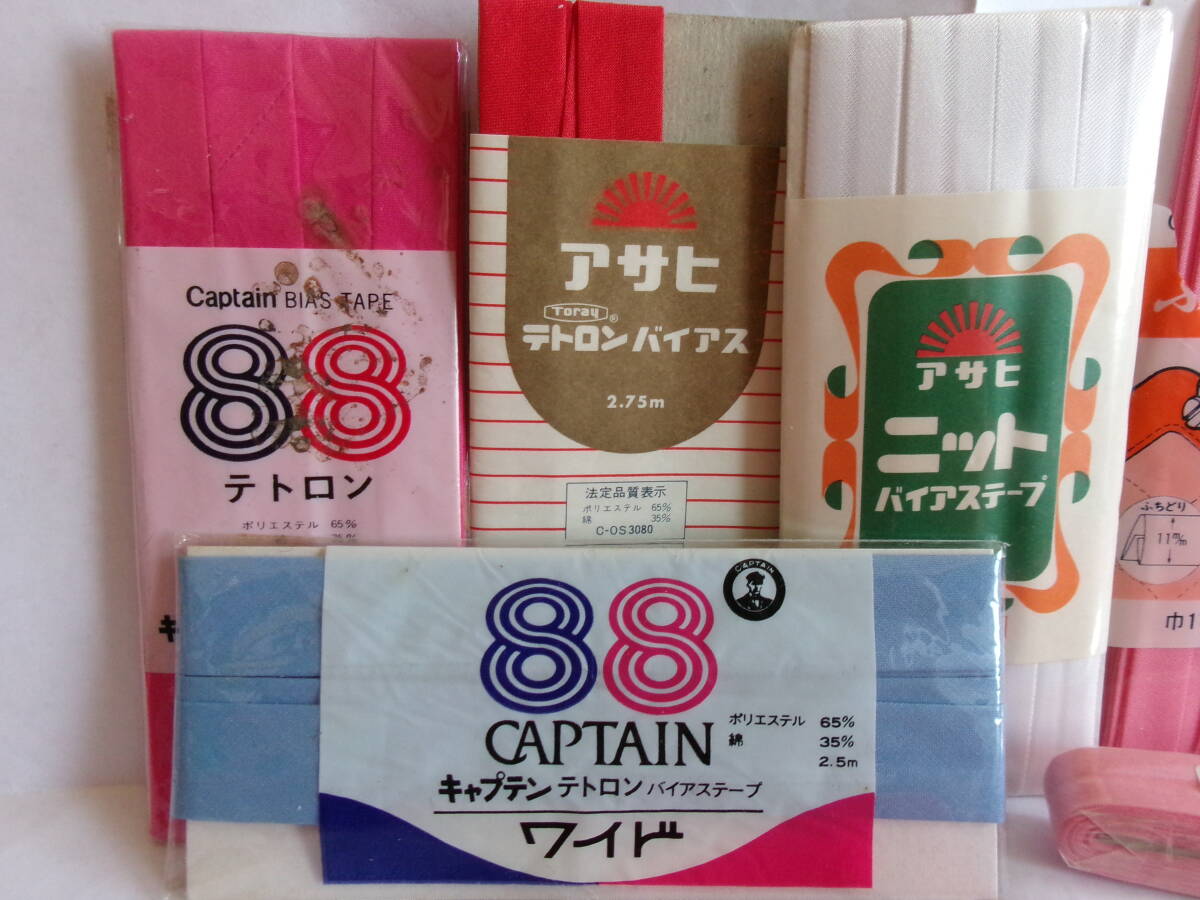 Captain BIAS TAPE
88
テトロン
ポリエステル 65%
アサヒ
Toray®
テトロンバイアス
2.75m
法定品質表示
ポリエステル 65%
綿 35%
C-OS3080
アサヒ
ニット
バイアステープ
ふちどり
11m/m
巾1
CAPTAIN
88
CAPTAIN
ポリエステル 65%
綿 35%
2.5m
キャプテン テトロン バイアステープ
ワイド